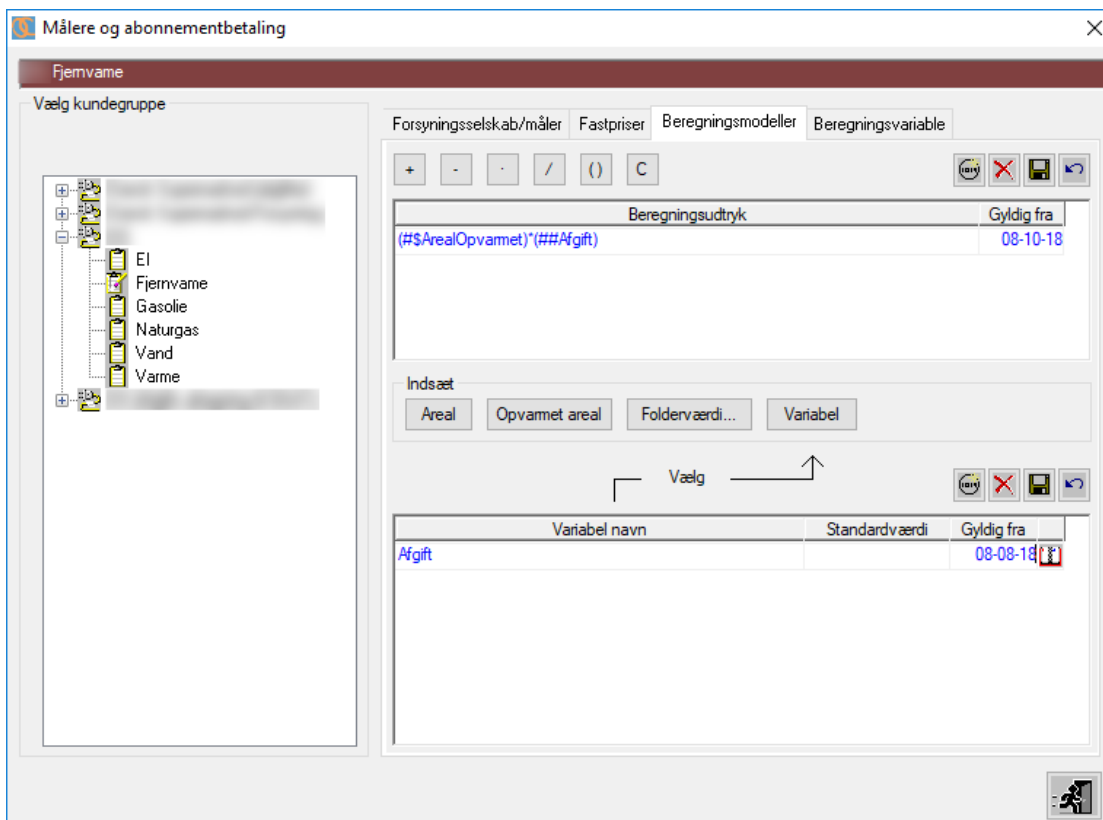 Målere og abonnementbetaling
Fjernvame
Vælg kundegruppe
El
Fjernvame
Gasolie
Naturgas
Vand
Varme
Forsyningsselskab/måler Fastpriser Beregningsmodeller Beregningsvariable
+ - · / () C
Beregningsudtryk Gyldig fra
(#$ArealOpvarmet)*(##Afgift) 08-10-18
Indsæt
Areal Opvarmet areal Folderværdi... Variabel
Vælg
Variabel navn Standardværdi Gyldig fra
Afgift 08-08-18